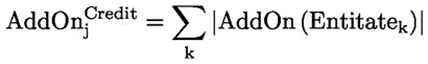 AddOn_j^Credit = ∑_k |AddOn (Entitate_k)|